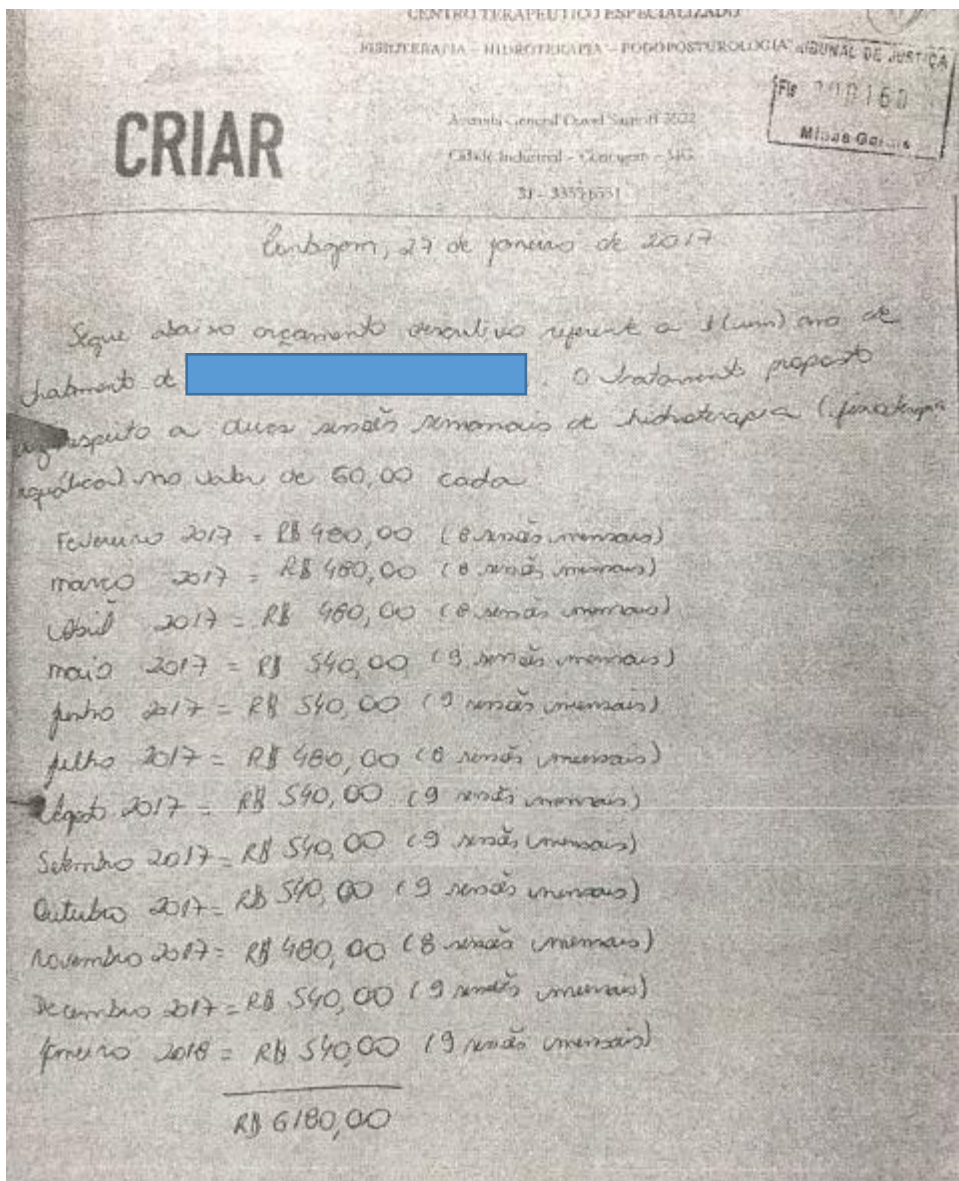 CENTRO TERAPEUTICO ESPECIALIZADO
FISIOTERAPIA - HIDROTERAPIA - PODOPOSTUROLOGIA
TRIBUNAL DE JUSTIÇA
Fls
Minas Gerais
CRIAR
Avenida General David Sarnoff
Cidade Industrial - Contagem - MG
Contagem, 27 de janeiro de 2017
Segue abaixo orçamento referente a 1(um) ano de
tratamento de . O tratamento proposto
diz respeito a duas sessões semanais de hidroterapia (fisioterapia
aquática) no valor de 60,00 cada
Fevereiro 2017 = R$ 480,00 (8 sessões mensais)
março 2017 = R$ 480,00 (8 sessões mensais)
Abril 2017 = R$ 480,00 (8 sessões mensais)
maio 2017 = R$ 540,00 (9 sessões mensais)
junho 2017 = R$ 540,00 (9 sessões mensais)
julho 2017 = R$ 480,00 (8 sessões mensais)
Agosto 2017 = R$ 540,00 (9 sessões mensais)
Setembro 2017 = R$ 540,00 (9 sessões mensais)
Outubro 2017 = R$ 540,00 (9 sessões mensais)
Novembro 2017 = R$ 480,00 (8 sessões mensais)
Dezembro 2017 = R$ 540,00 (9 sessões mensais)
janeiro 2018 = R$ 540,00 (9 sessões mensais)
R$ 6180,00